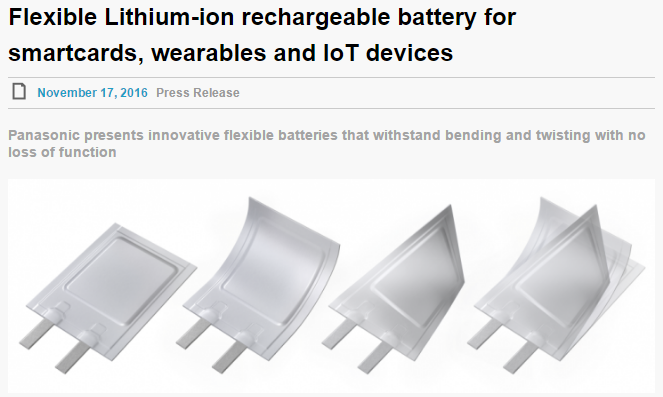 Flexible Lithium-ion rechargeable battery for
smartcards, wearables and IoT devices
November 17, 2016 Press Release
Panasonic presents innovative flexible batteries that withstand bending and twisting with no
loss of function